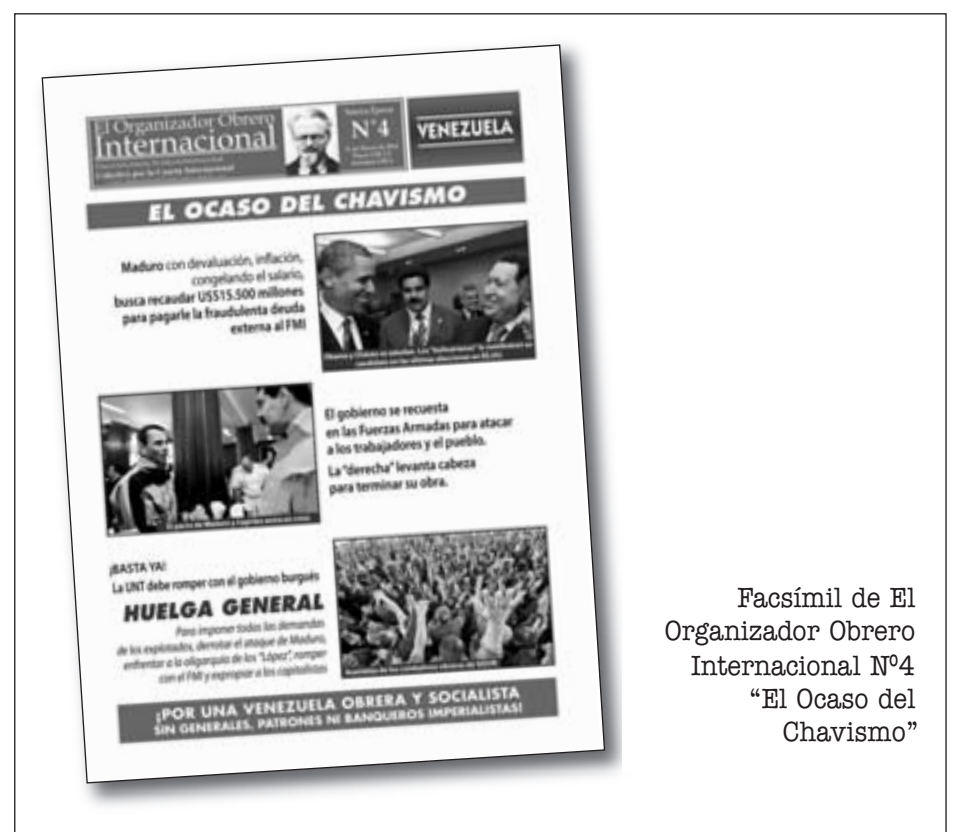 El Organizador Obrero
Internacional
N°4
VENEZUELA
EL OCASO DEL CHAVISMO
Maduro con devaluación, inflación,
congelando el salario,
busca recaudar US$15.500 millones
para pagarle la fraudulenta deuda
externa al FMI
El gobierno se recuesta
en las Fuerzas Armadas para atacar
a los trabajadores y el pueblo.
La "derecha" levanta cabeza
para terminar su obra.
¡BASTA YA!
La UNT debe romper con el gobierno burgués
HUELGA GENERAL
Para imponer todas las demandas
de los explotados, derrotar el ataque de Maduro,
enfrentar a la oligarquía de los "López", romper
con el FMI y expropiar a los capitalistas
¡POR UNA VENEZUELA OBRERA Y SOCIALISTA
SIN GENERALES, PATRONES NI BANQUEROS IMPERIALISTAS!
Facsímil de El
Organizador Obrero
Internacional Nº4
“El Ocaso del
Chavismo”